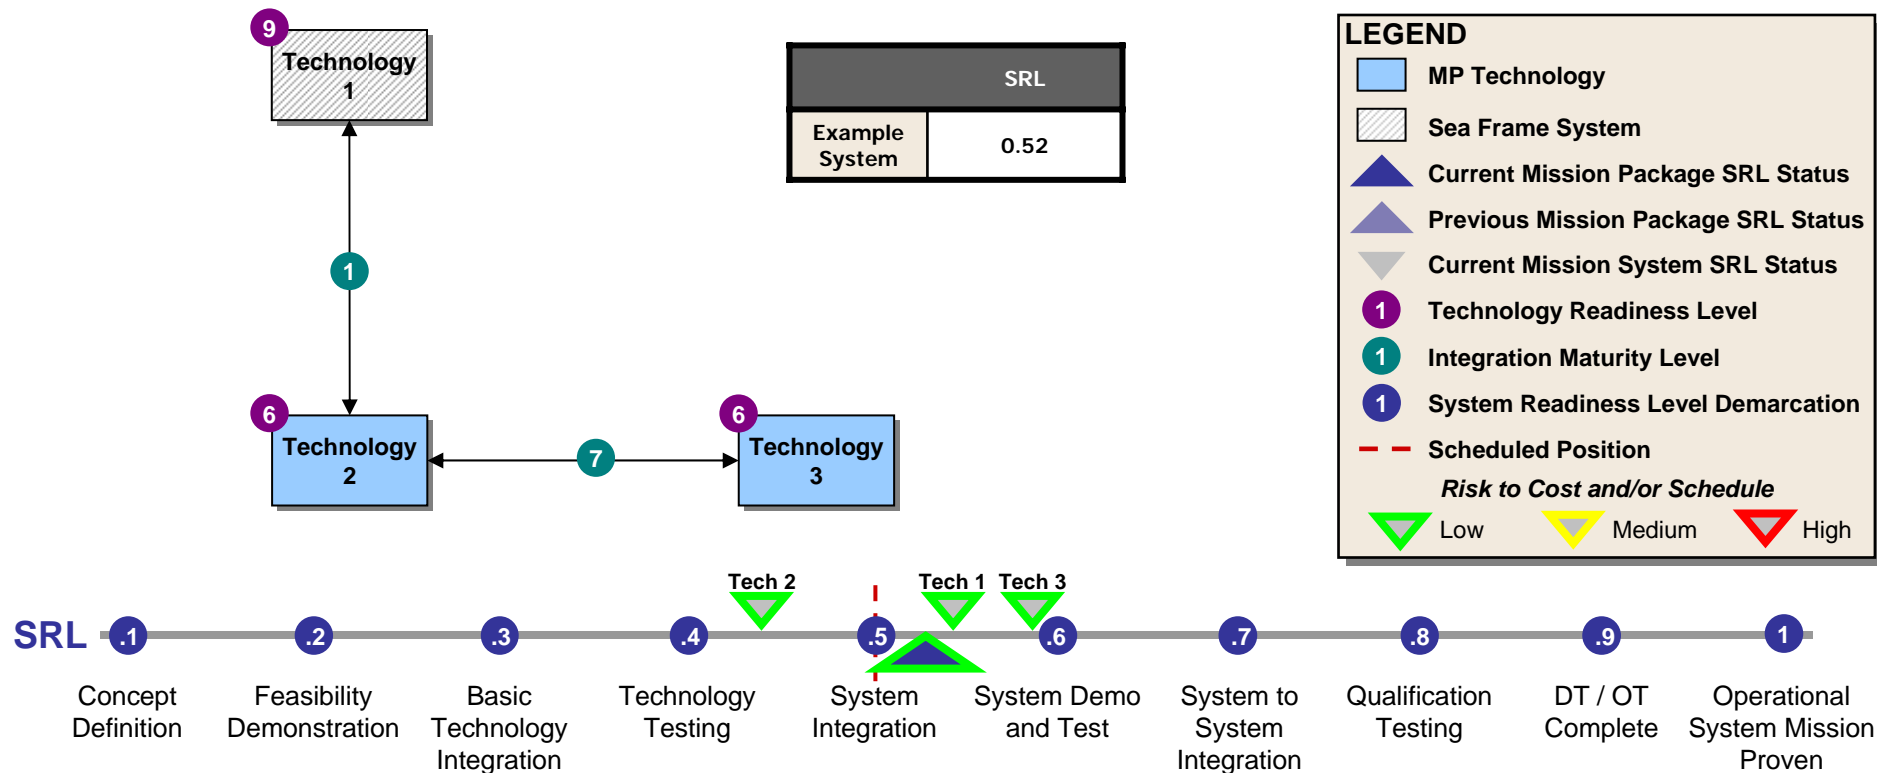 9
Technology
1
1
6
Technology
2
7
6
Technology
3
SRL
Example
System
0.52
LEGEND
MP Technology
Sea Frame System
Current Mission Package SRL Status
Previous Mission Package SRL Status
Current Mission System SRL Status
1 Technology Readiness Level
1 Integration Maturity Level
1 System Readiness Level Demarcation
Scheduled Position
Risk to Cost and/or Schedule
Low Medium High
Tech 2 Tech 1 Tech 3
SRL .1 .2 .3 .4 .5 .6 .7 .8 .9 1
Concept
Definition
Feasibility
Demonstration
Basic
Technology
Integration
Technology
Testing
System
Integration
System Demo
and Test
System to
System
Integration
Qualification
Testing
DT / OT
Complete
Operational
System Mission
Proven